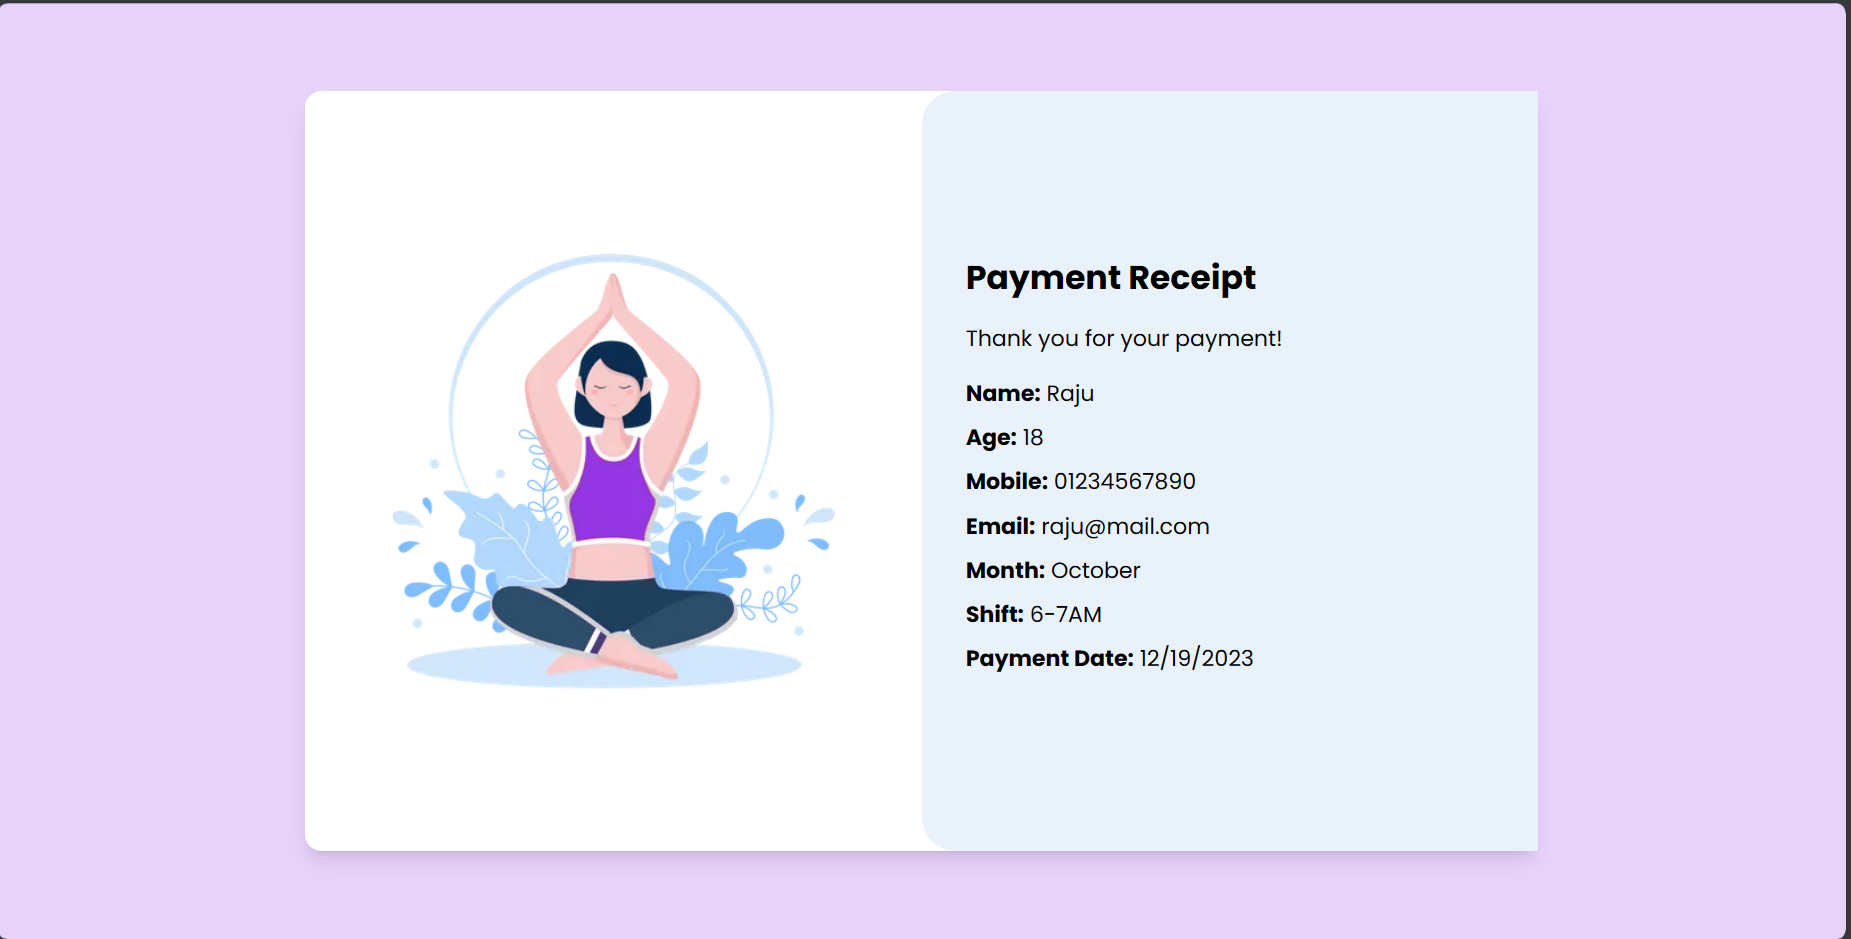 Payment Receipt
Thank you for your payment!
Name: Raju
Age: 18
Mobile: 01234567890
Email: raju@mail.com
Month: October
Shift: 6-7AM
Payment Date: 12/19/2023